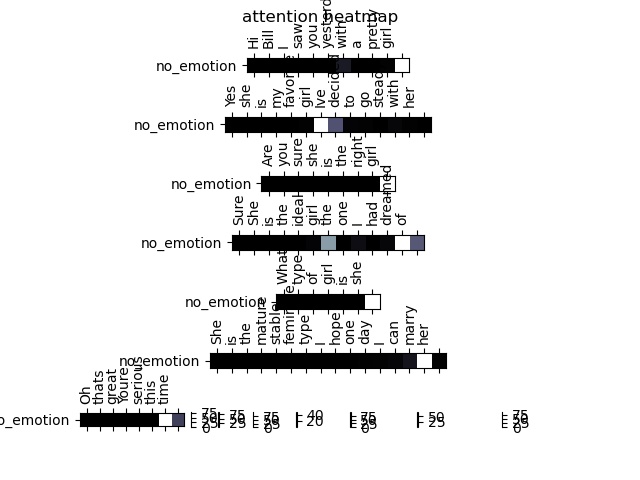 attention heatmap
Hi Bill I saw you yesterday with a pretty girl
no_emotion
Yes she is my favorite girl Ive decided to go steady with her
no_emotion
Are you sure she is the right girl
no_emotion
Sure She is the ideal girl the one I had dreamed of
no_emotion
What type of girl is she
no_emotion
She is the mature stable feminine type I hope one day I can marry her
no_emotion
Oh thats great Youre serious this time
no_emotion
75 50 25 0
75 50 25
75 50 25 0
40 20
75 50 25 0
50 25
75 50 25 0